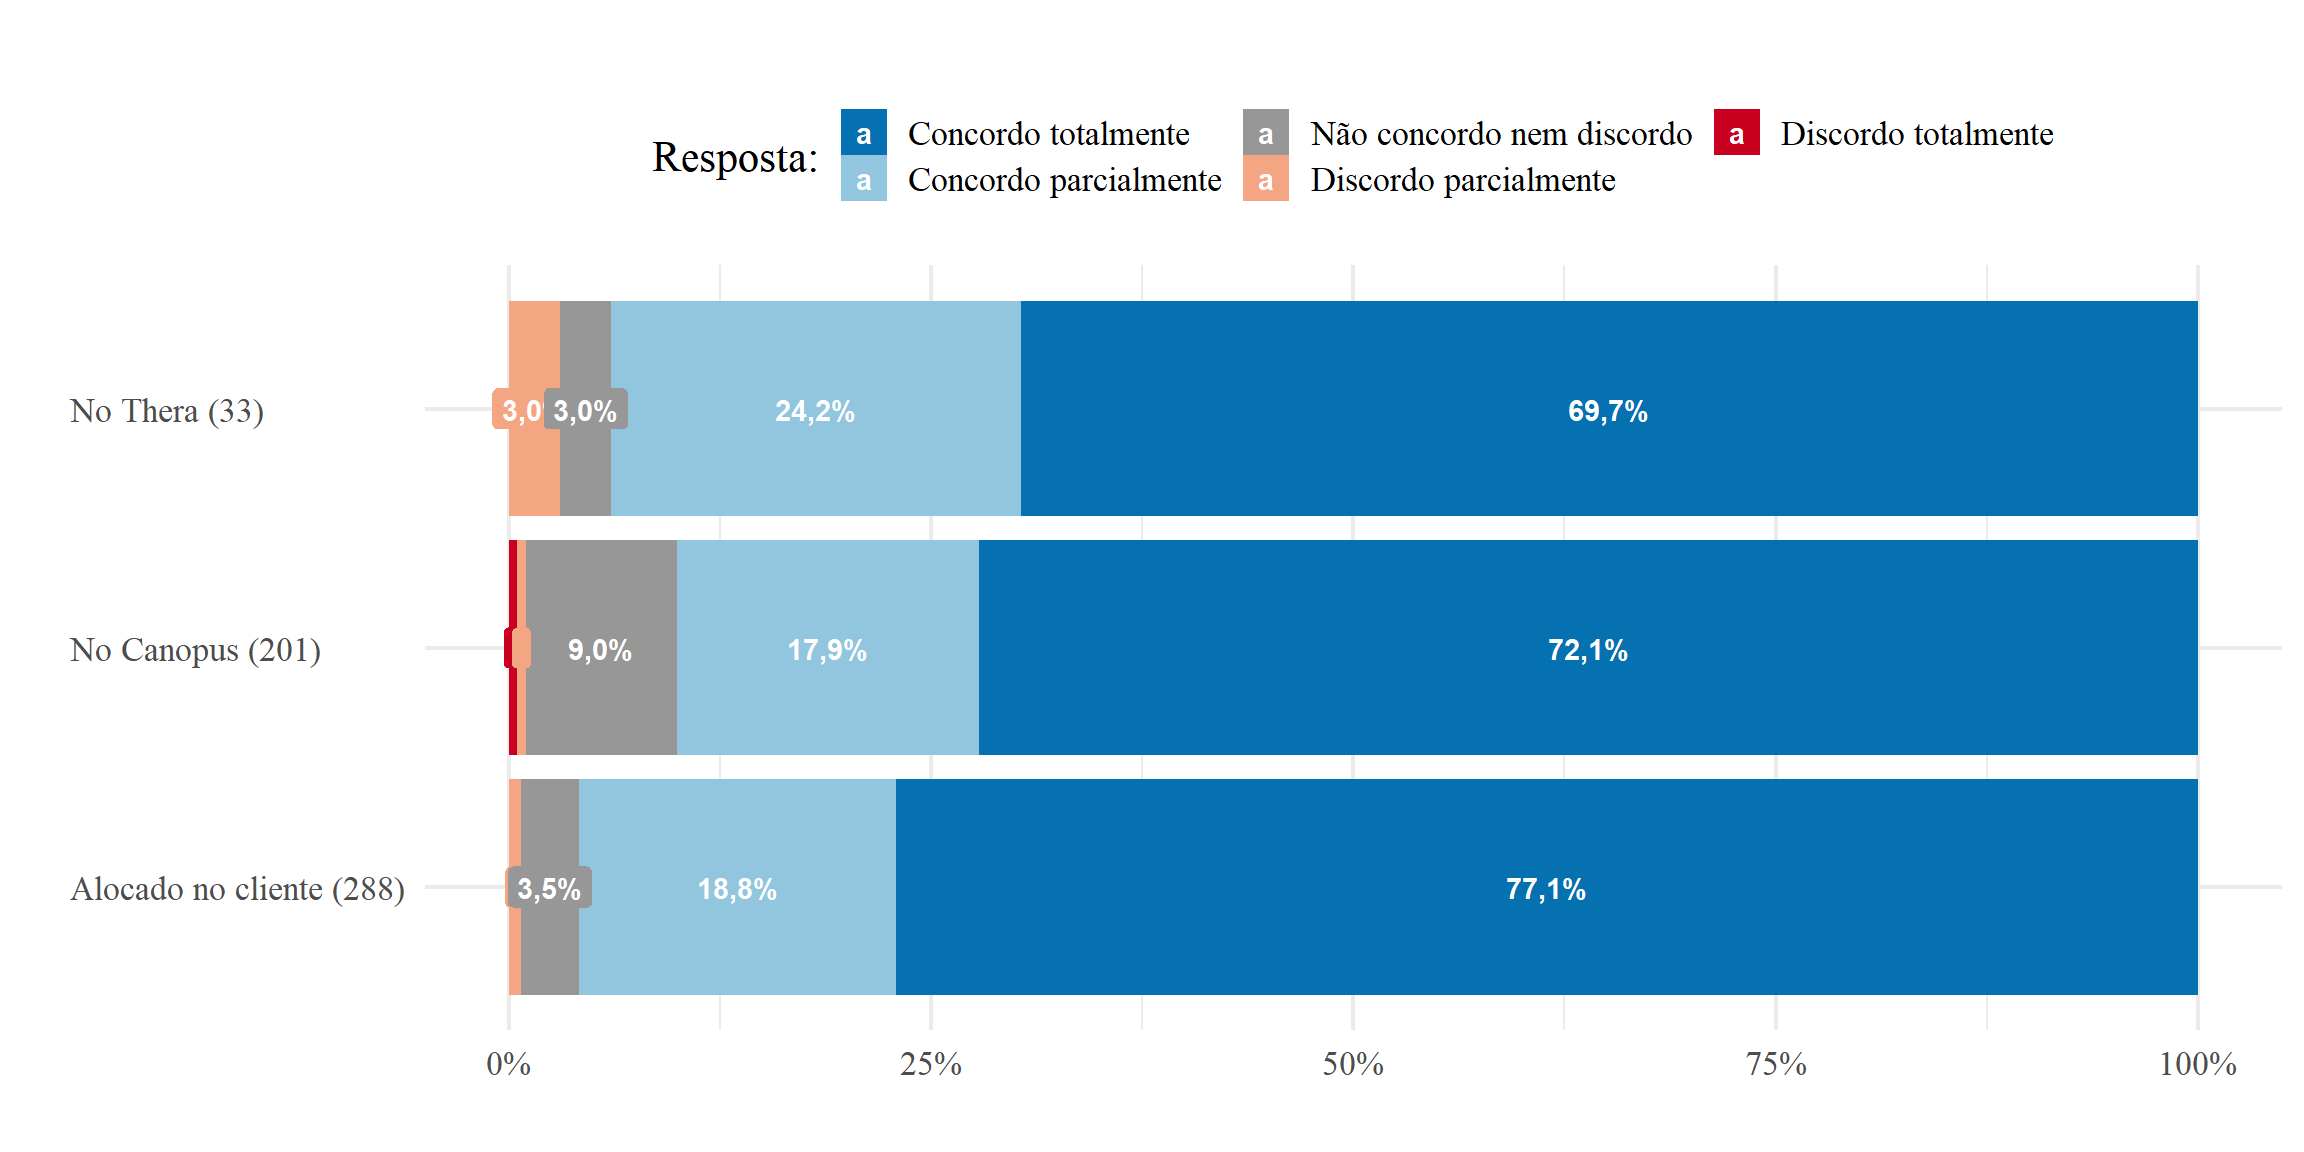 Resposta:
a Concordo totalmente
a Concordo parcialmente
a Não concordo nem discordo
a Discordo parcialmente
a Discordo totalmente
No Thera (33)
3,0% 24,2% 69,7%
No Canopus (201)
9,0% 17,9% 72,1%
Alocado no cliente (288)
3,5% 18,8% 77,1%
0% 25% 50% 75% 100%